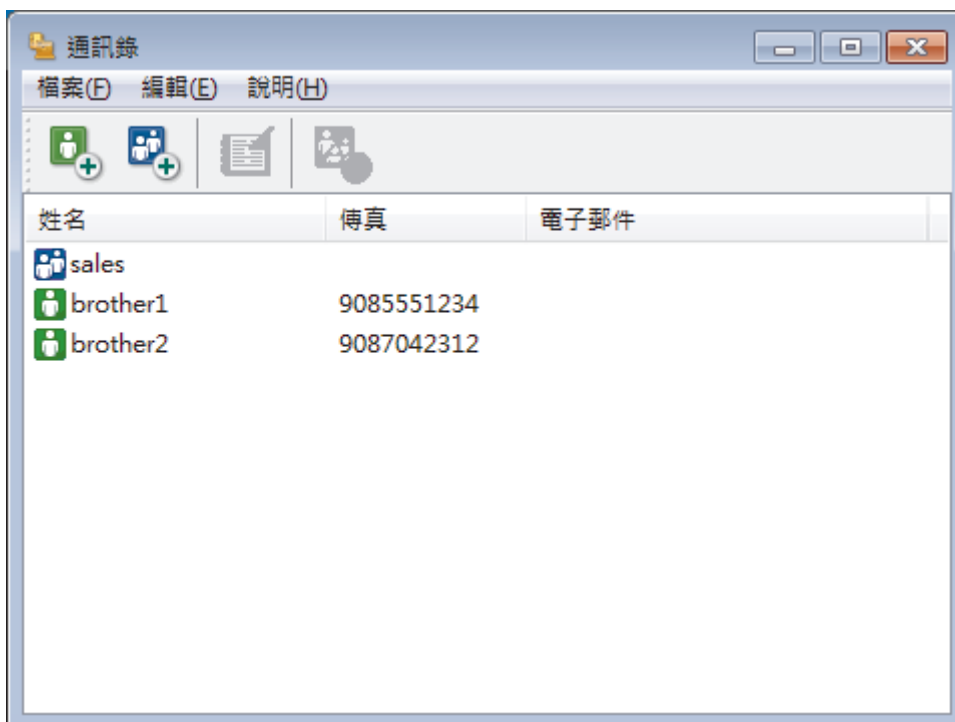 通訊錄
檔案(F) 編輯(E) 說明(H)
姓名 傳真 電子郵件
sales
brother1 9085551234
brother2 9087042312